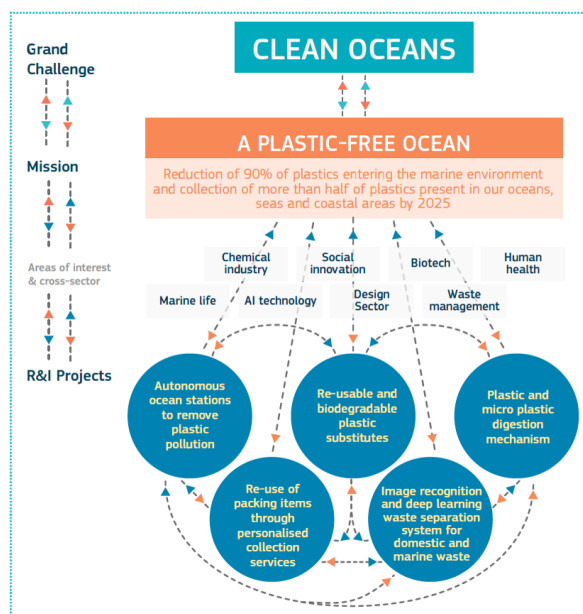 Grand
Challenge
CLEAN OCEANS
Mission
A PLASTIC-FREE OCEAN
Reduction of 90% of plastics entering the marine environment
and collection of more than half of plastics present in our oceans,
seas and coastal areas by 2025
Areas of interest
& cross-sector
Chemical
industry
Social
innovation
Biotech
Human
health
Marine life
AI technology
Design
Sector
Waste
management
R&I Projects
Autonomous
ocean stations
to remove
plastic
pollution
Re-usable and
biodegradable
plastic
substitutes
Plastic and
micro plastic
digestion
mechanism
Re-use of
packing items
through
personalised
collection
services
Image recognition
and deep learning
waste separation
system for
domestic and
marine waste